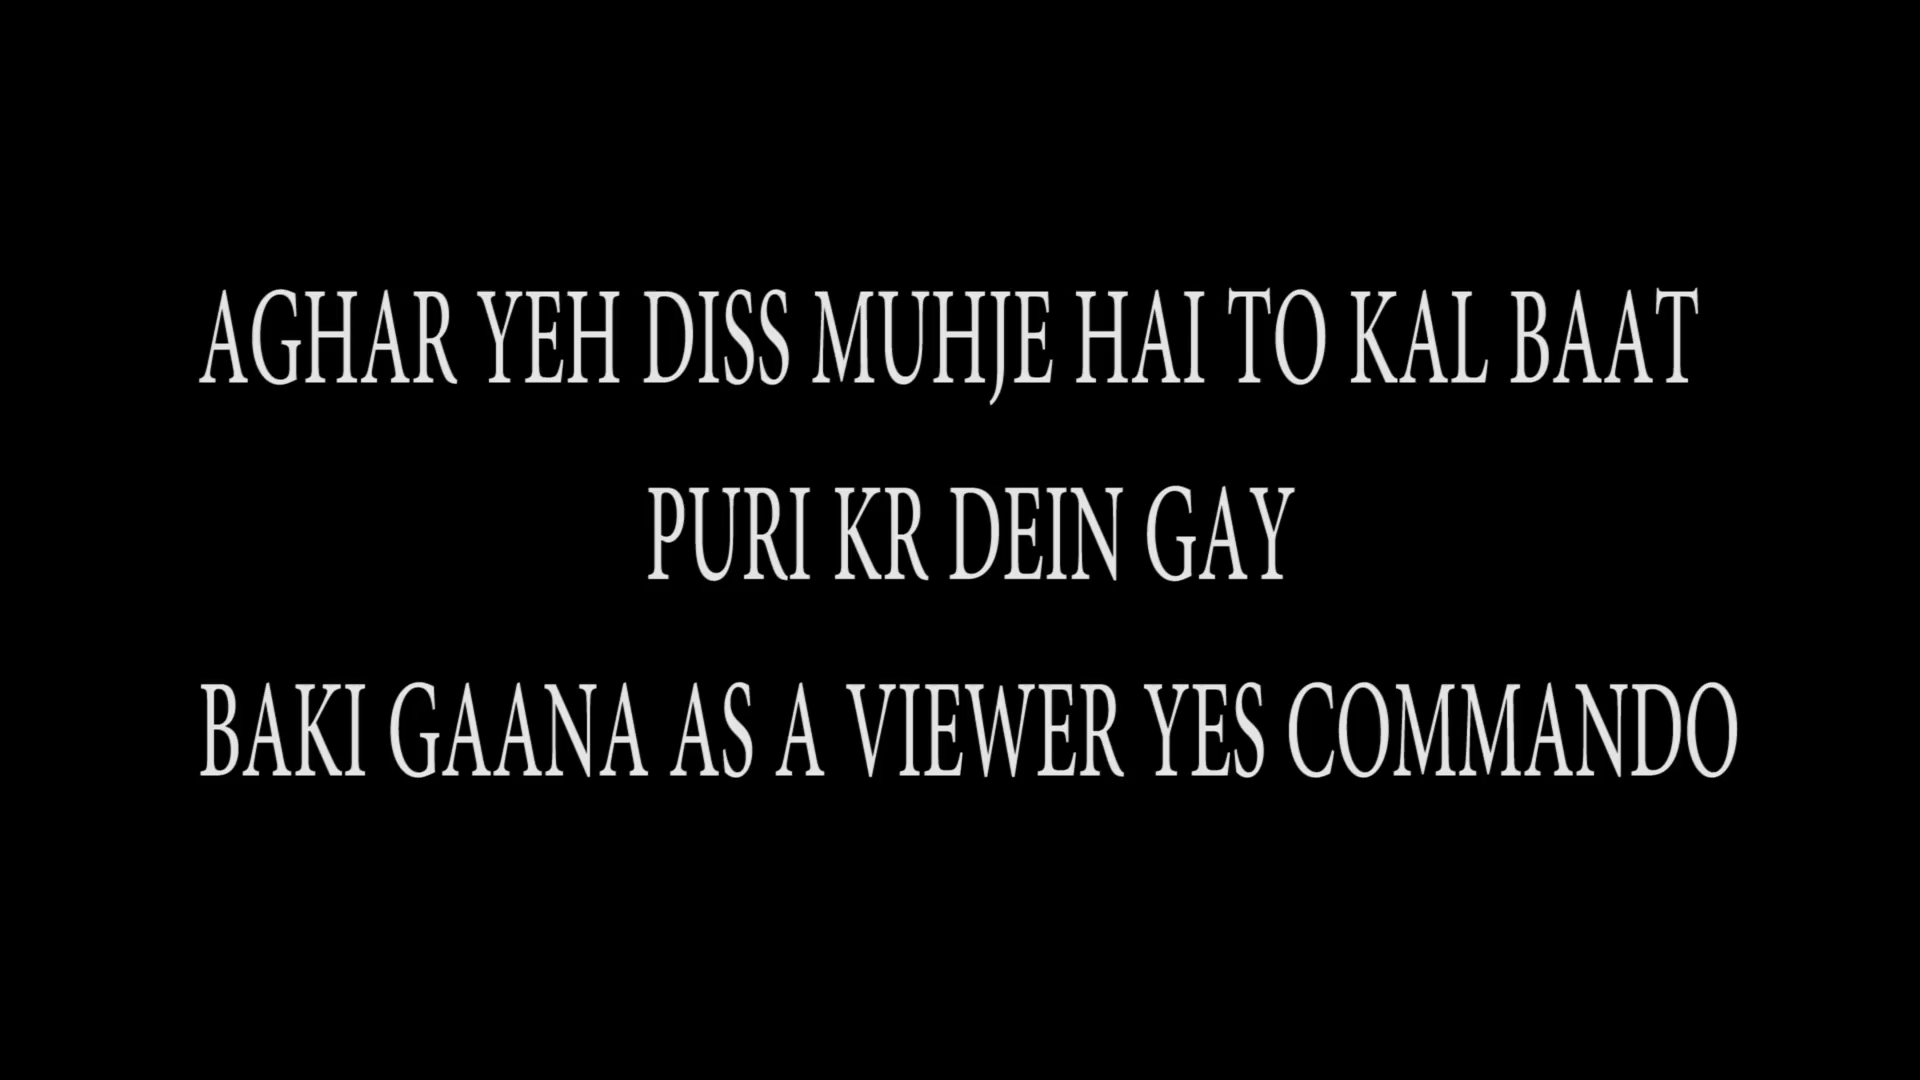 AGHAR YEH DISS MUHJE HAI TO KAL BAAT
PURI KR DEIN GAY
BAKI GAANA AS A VIEWER YES COMMANDO